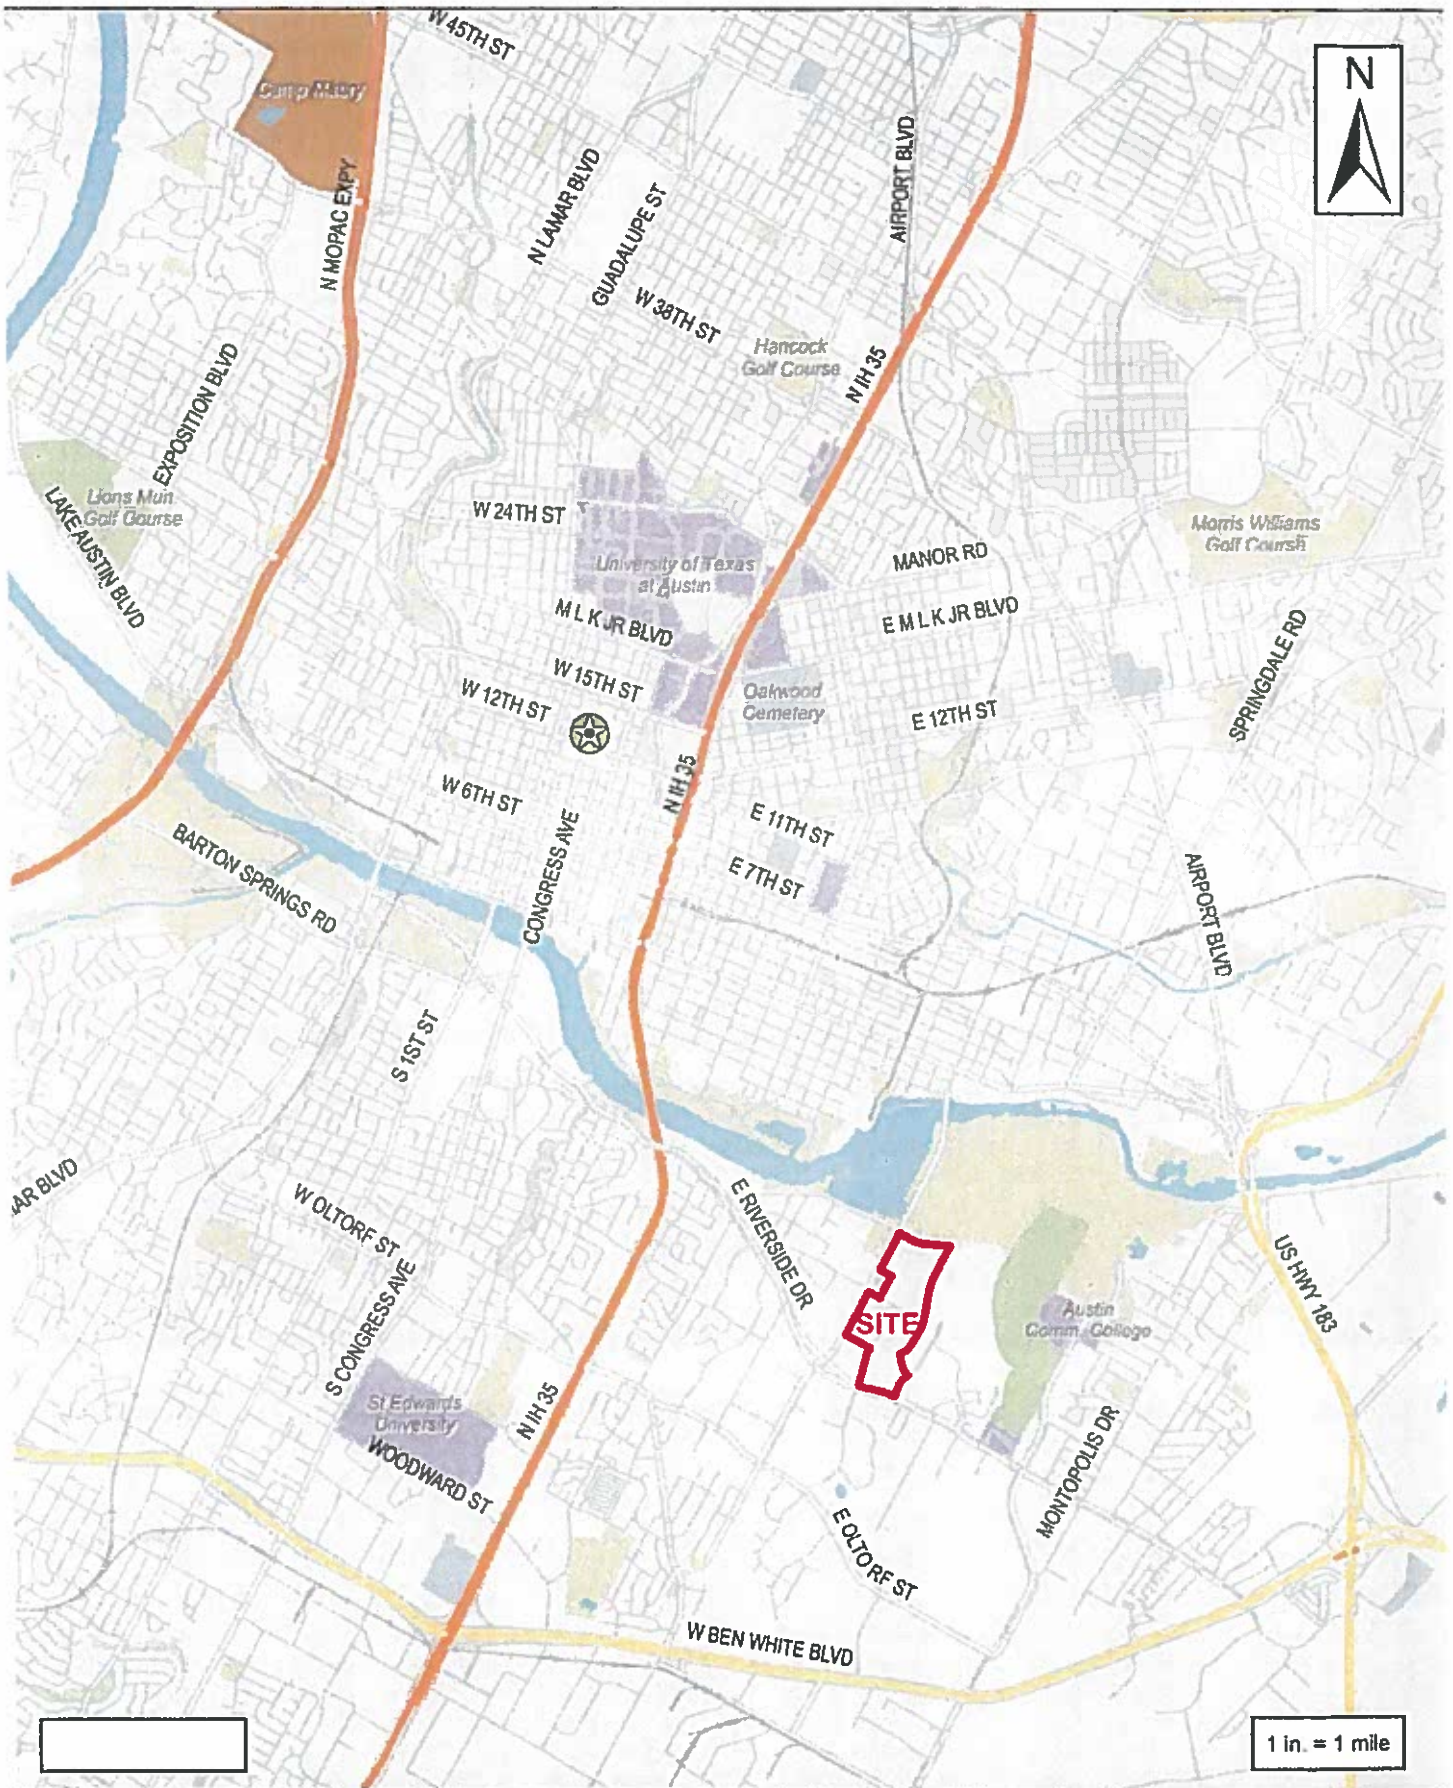 W 45TH ST
N
Camp Mabry
AIRPORT BLVD
N MOPAC EXPY
N LAMAR BLVD
GUADALUPE ST
W 38TH ST
Hancock
Golf Course
N IH 35
EXPOSITION BLVD
Lions Mun
Golf Course
LAKE AUSTIN BLVD
W 24TH ST
University of Texas
at Austin
MANOR RD
Morris Williams
Golf Course
M L K JR BLVD
E M L K JR BLVD
SPRINGDALE RD
W 15TH ST
W 12TH ST
Oakwood
Cemetery
E 12TH ST
W 6TH ST
N IH 35
E 11TH ST
E 7TH ST
BARTON SPRINGS RD
CONGRESS AVE
AIRPORT BLVD
S 1ST ST
AR BLVD
W OLTORF ST
E RIVERSIDE DR
US HWY 183
S CONGRESS AVE
SITE
Austin
Comm. College
St Edwards
University
N IH 35
WOODWARD ST
MONTOPOLIS DR
E OLTORF ST
W BEN WHITE BLVD
1 in. = 1 mile